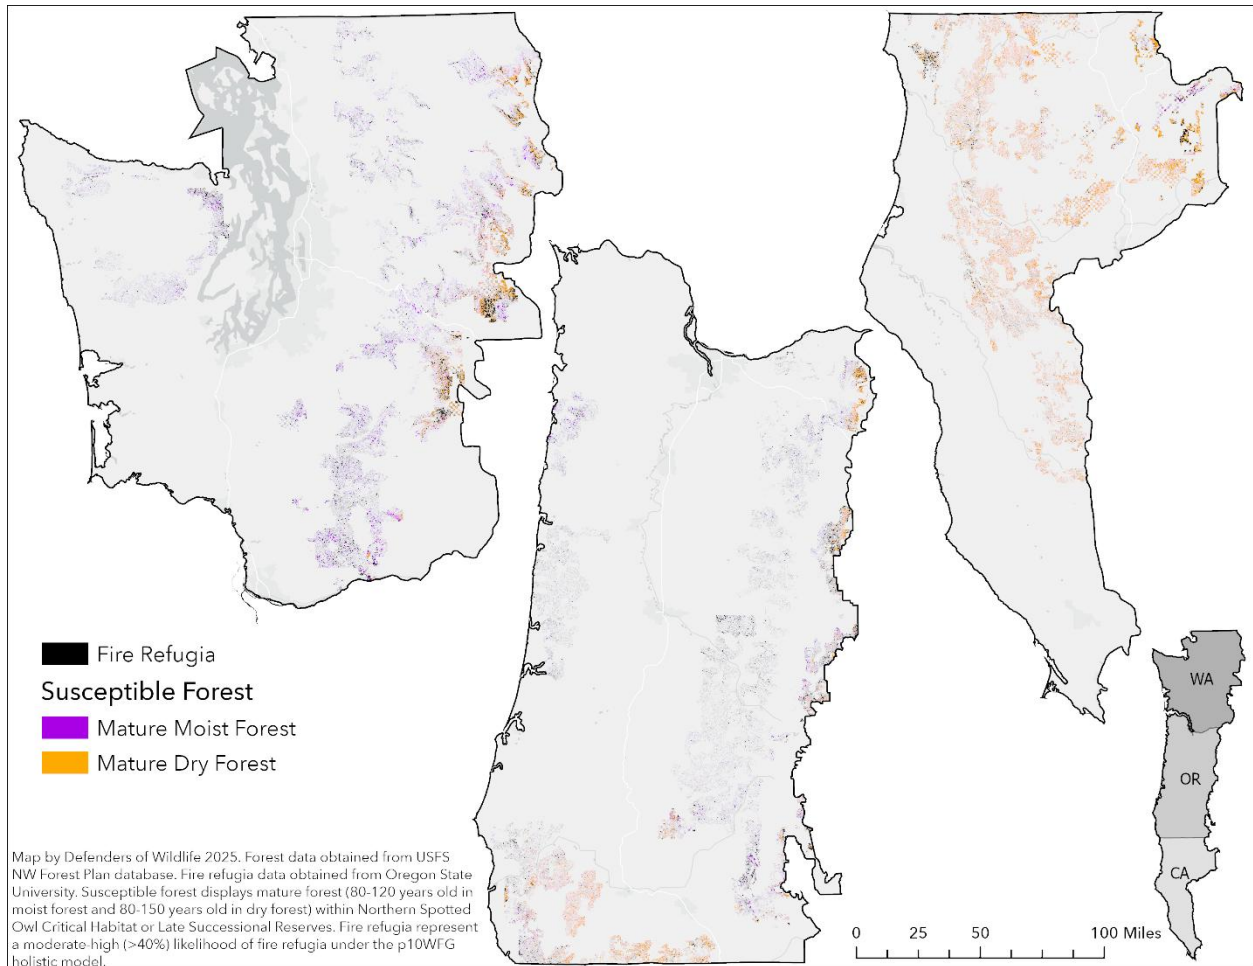 Fire Refugia
Susceptible Forest
Mature Moist Forest
Mature Dry Forest
Map by Defenders of Wildlife 2025. Forest data obtained from USFS
NW Forest Plan database. Fire refugia data obtained from Oregon State
University. Susceptible forest displays mature forest (80-120 years old in
moist forest and 80-150 years old in dry forest) within Northern Spotted
Owl Critical Habitat or Late Successional Reserves. Fire refugia represent
a moderate-high (>40%) likelihood of fire refugia under the p10WFG
holistic model.
0 25 50 100 Miles
WA
OR
CA